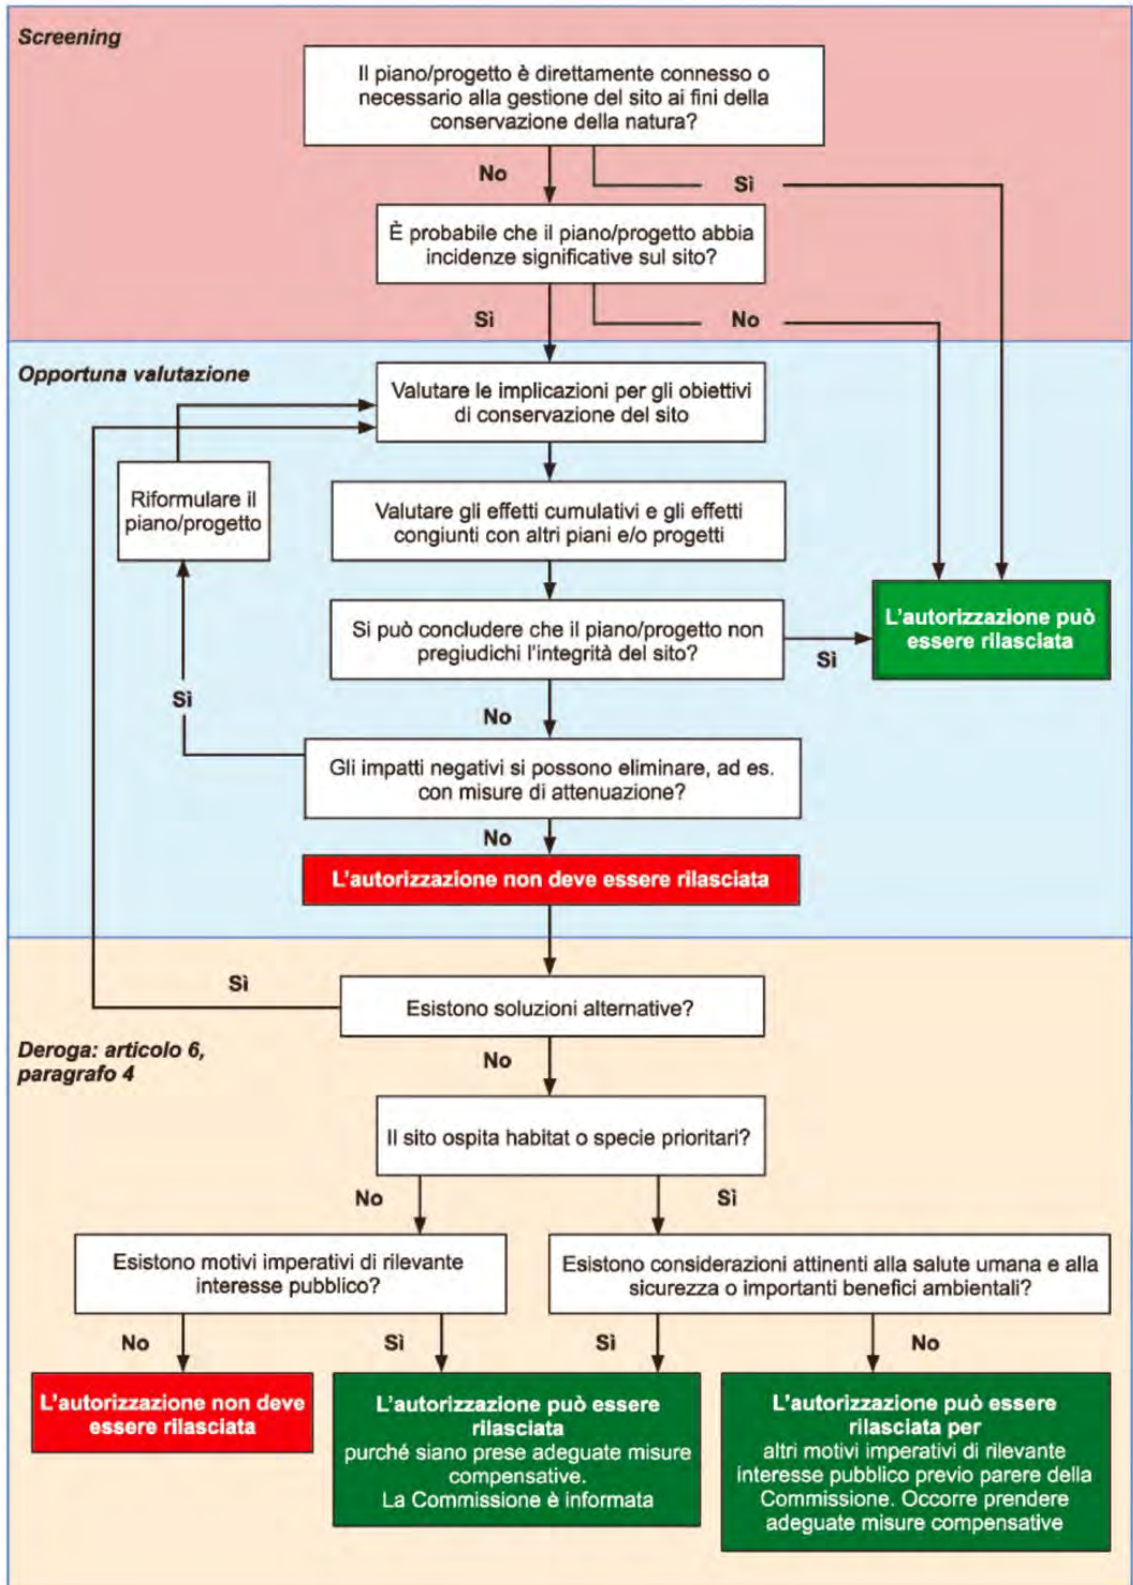 Screening
Il piano/progetto è direttamente connesso o
necessario alla gestione del sito ai fini della
conservazione della natura?
No
Sì
È probabile che il piano/progetto abbia
incidenze significative sul sito?
Sì
No
Opportuna valutazione
Valutare le implicazioni per gli obiettivi
di conservazione del sito
Riformulare il
piano/progetto
Valutare gli effetti cumulativi e gli effetti
congiunti con altri piani e/o progetti
L'autorizzazione può
essere rilasciata
Si può concludere che il piano/progetto non
pregiudichi l'integrità del sito?
Sì
Sì
No
Gli impatti negativi si possono eliminare, ad es.
con misure di attenuazione?
No
L'autorizzazione non deve essere rilasciata
Sì
Esistono soluzioni alternative?
Deroga: articolo 6,
paragrafo 4
No
Il sito ospita habitat o specie prioritari?
No
Sì
Esistono motivi imperativi di rilevante
interesse pubblico?
Esistono considerazioni attinenti alla salute umana e alla
sicurezza o importanti benefici ambientali?
No
Sì
Sì
No
L'autorizzazione non deve
essere rilasciata
L'autorizzazione può essere
rilasciata
purché siano prese adeguate misure
compensative.
La Commissione è informata
L'autorizzazione può essere
rilasciata per
altri motivi imperativi di rilevante
interesse pubblico previo parere della
Commissione. Occorre prendere
adeguate misure compensative